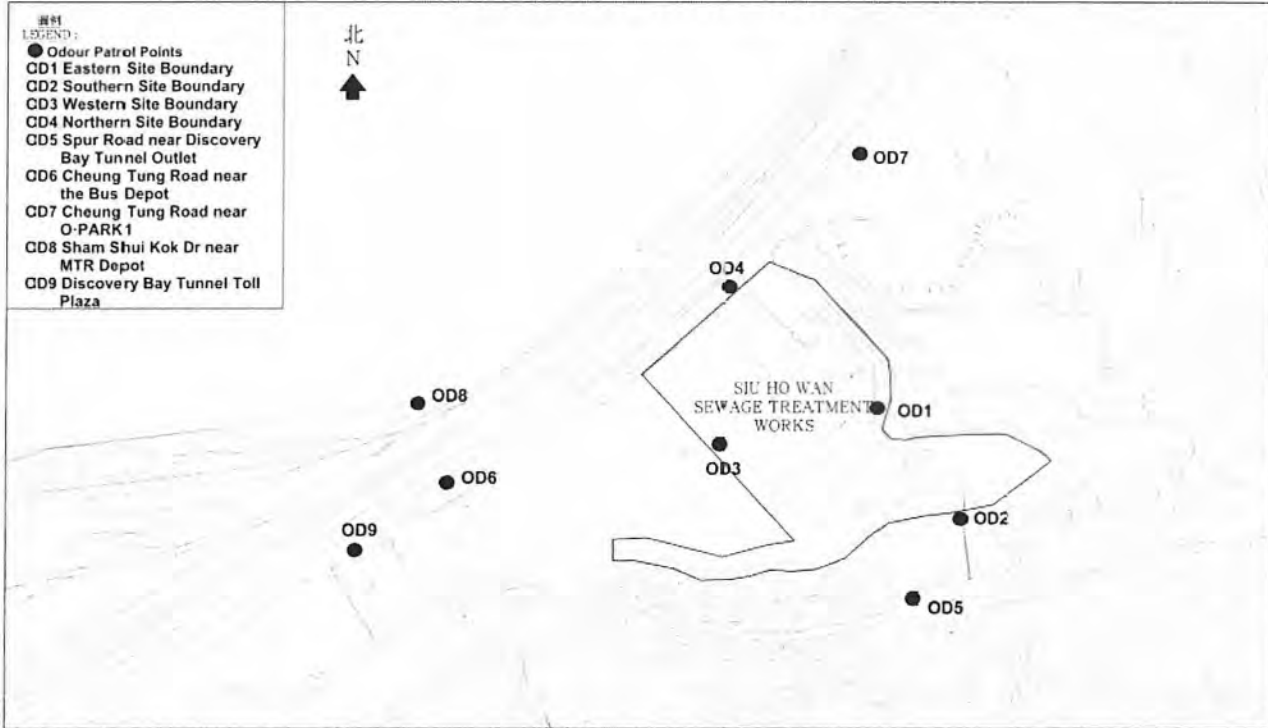 圖例
LEGEND:
Odour Patrol Points
OD1 Eastern Site Boundary
OD2 Southern Site Boundary
OD3 Western Site Boundary
OD4 Northern Site Boundary
OD5 Spur Road near Discovery
Bay Tunnel Outlet
OD6 Cheung Tung Road near
the Bus Depot
OD7 Cheung Tung Road near
O·PARK1
OD8 Sham Shui Kok Dr near
MTR Depot
OD9 Discovery Bay Tunnel Toll
Plaza
北
N
OD7
OD4
SIU HO WAN
SEWAGE TREATMENT
WORKS
OD1
OD8
OD3
OD6
OD2
OD9
OD5